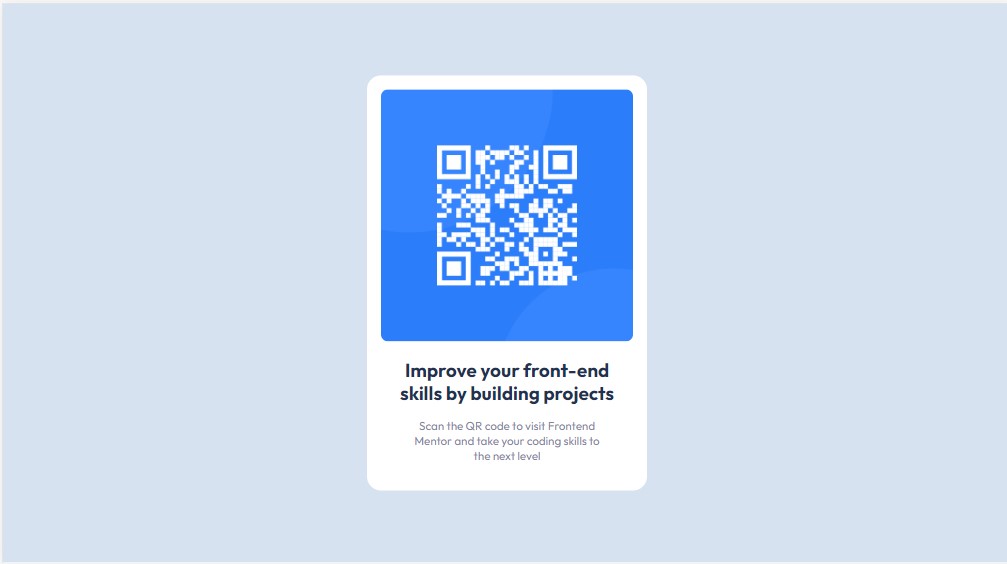 Improve your front-end
skills by building projects
Scan the QR code to visit Frontend
Mentor and take your coding skills to
the next level